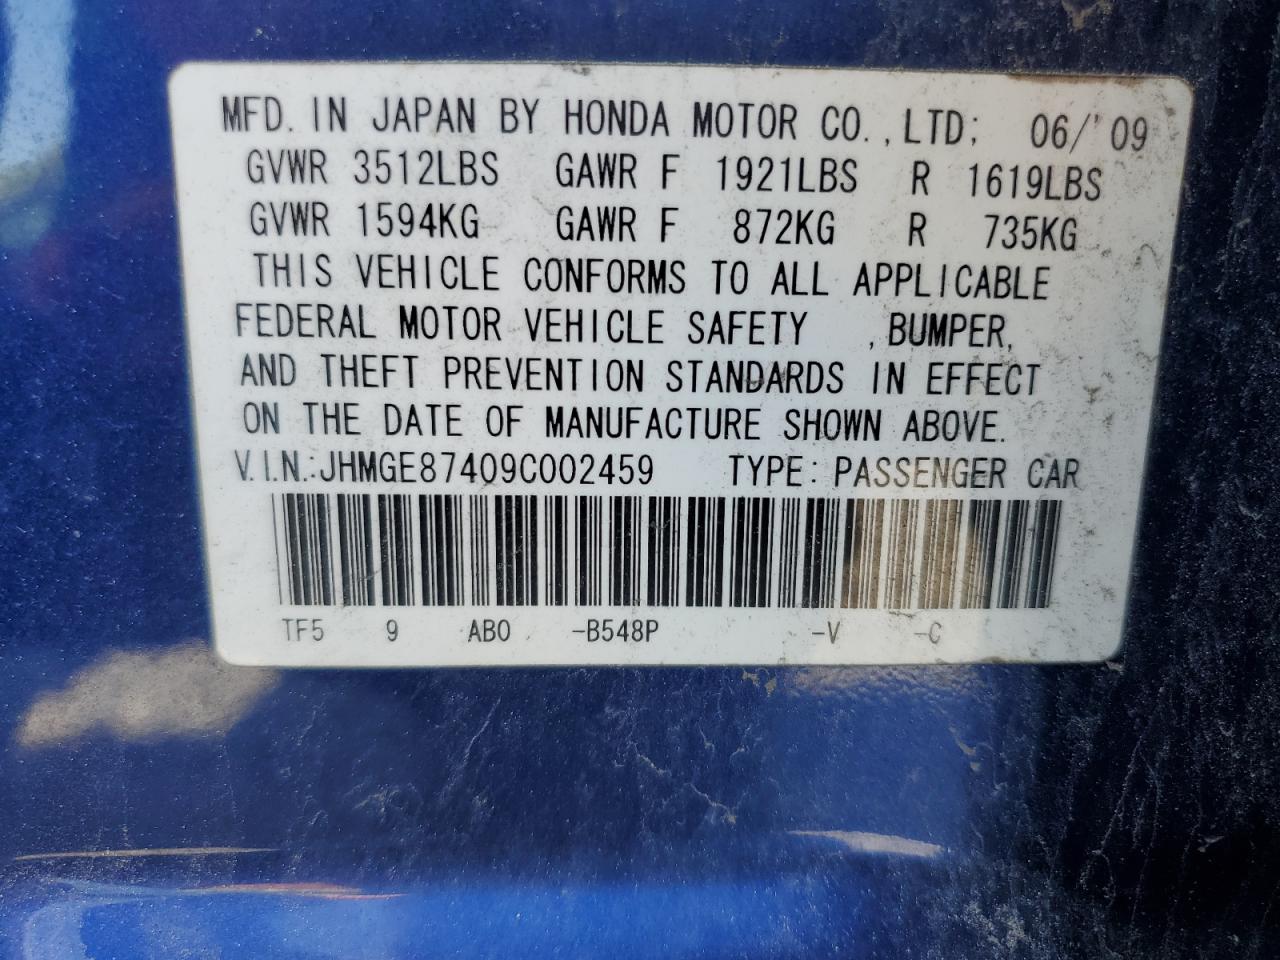 MFD. IN JAPAN BY HONDA MOTOR CO.,LTD; 06/'09
GVWR 3512LBS GAWR F 1921LBS R 1619LBS
GVWR 1594KG GAWR F 872KG R 735KG
THIS VEHICLE CONFORMS TO ALL APPLICABLE
FEDERAL MOTOR VEHICLE SAFETY ,BUMPER,
AND THEFT PREVENTION STANDARDS IN EFFECT
ON THE DATE OF MANUFACTURE SHOWN ABOVE.
V.I.N.:JHMGE87409C002459 TYPE: PASSENGER CAR
TF5 9 AB0 -B548P -V -C